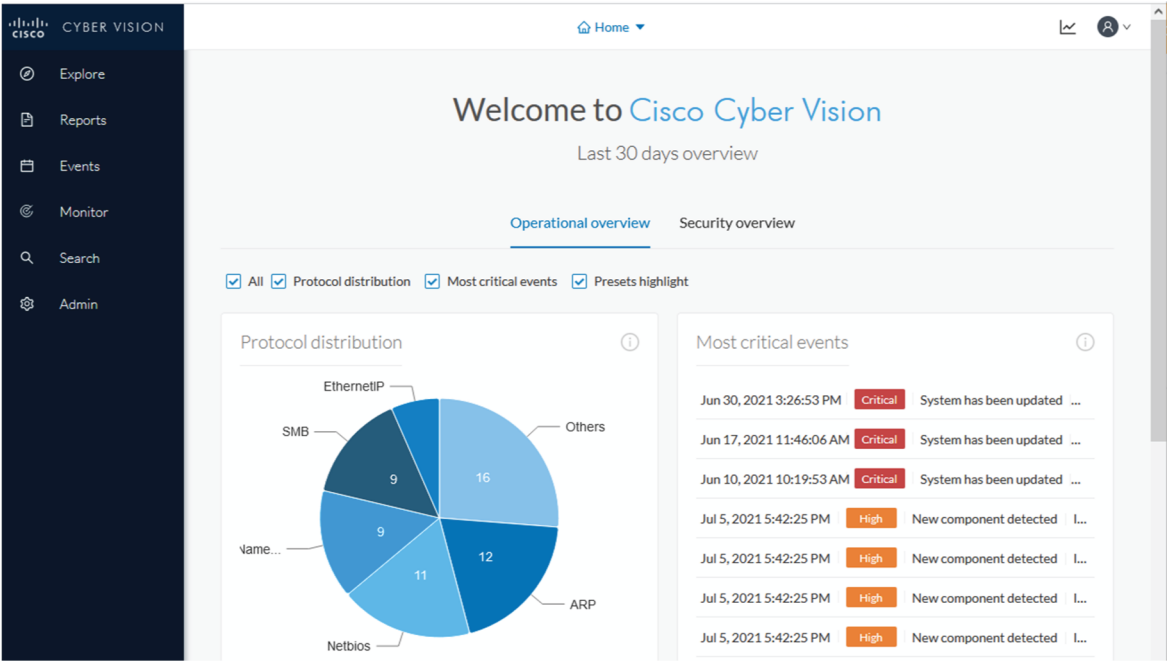 CISCO CYBER VISION
Home
Explore
Reports
Events
Monitor
Search
Admin
Welcome to Cisco Cyber Vision
Last 30 days overview
Operational overview Security overview
All Protocol distribution Most critical events Presets highlight
Protocol distribution
EthernetIP
SMB
Others
9
16
9
12
Name...
11
ARP
Netbios
Most critical events
Jun 30, 2021 3:26:53 PM Critical System has been updated ...
Jun 17, 2021 11:46:06 AM Critical System has been updated ...
Jun 10, 2021 10:19:53 AM Critical System has been updated ...
Jul 5, 2021 5:42:25 PM High New component detected I...
Jul 5, 2021 5:42:25 PM High New component detected I...
Jul 5, 2021 5:42:25 PM High New component detected I...
Jul 5, 2021 5:42:25 PM High New component detected I...